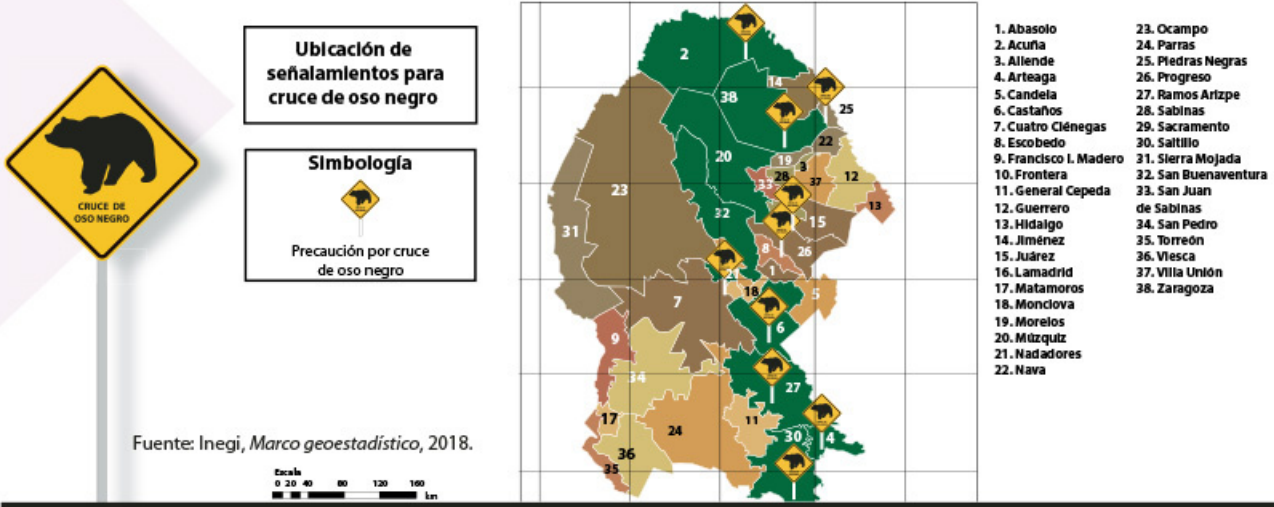 CRUCE DE
OSO NEGRO
Ubicación de
señalamientos para
cruce de oso negro
Simbología
Precaución por cruce
de oso negro
Fuente: Inegi, Marco geoestadístico, 2018.
Escala
0 20 40 80 120 160
km
2
14
38
25
22
19
3
20
28
37
12
33
13
23
32
15
31
8
26
21
1
18
5
7
6
9
34
27
17
11
24
30
4
36
35
1. Abasolo
2. Acuña
3. Allende
4. Arteaga
5. Candela
6. Castaños
7. Cuatro Ciénegas
8. Escobedo
9. Francisco I. Madero
10. Frontera
11. General Cepeda
12. Guerrero
13. Hidalgo
14. Jiménez
15. Juárez
16. Lamadrid
17. Matamoros
18. Monclova
19. Morelos
20. Múzquiz
21. Nadadores
22. Nava
23. Ocampo
24. Parras
25. Piedras Negras
26. Progreso
27. Ramos Arizpe
28. Sabinas
29. Sacramento
30. Saltillo
31. Sierra Mojada
32. San Buenaventura
33. San Juan
de Sabinas
34. San Pedro
35. Torreón
36. Viesca
37. Villa Unión
38. Zaragoza